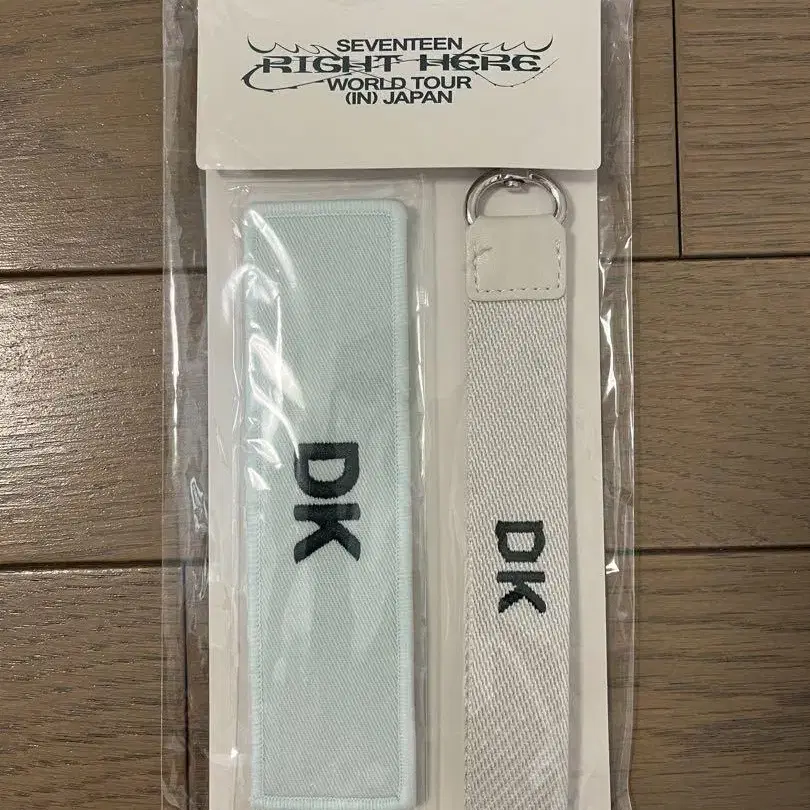 SEVENTEEN
RIGHT HERE
WORLD TOUR
(IN) JAPAN
DK
DK